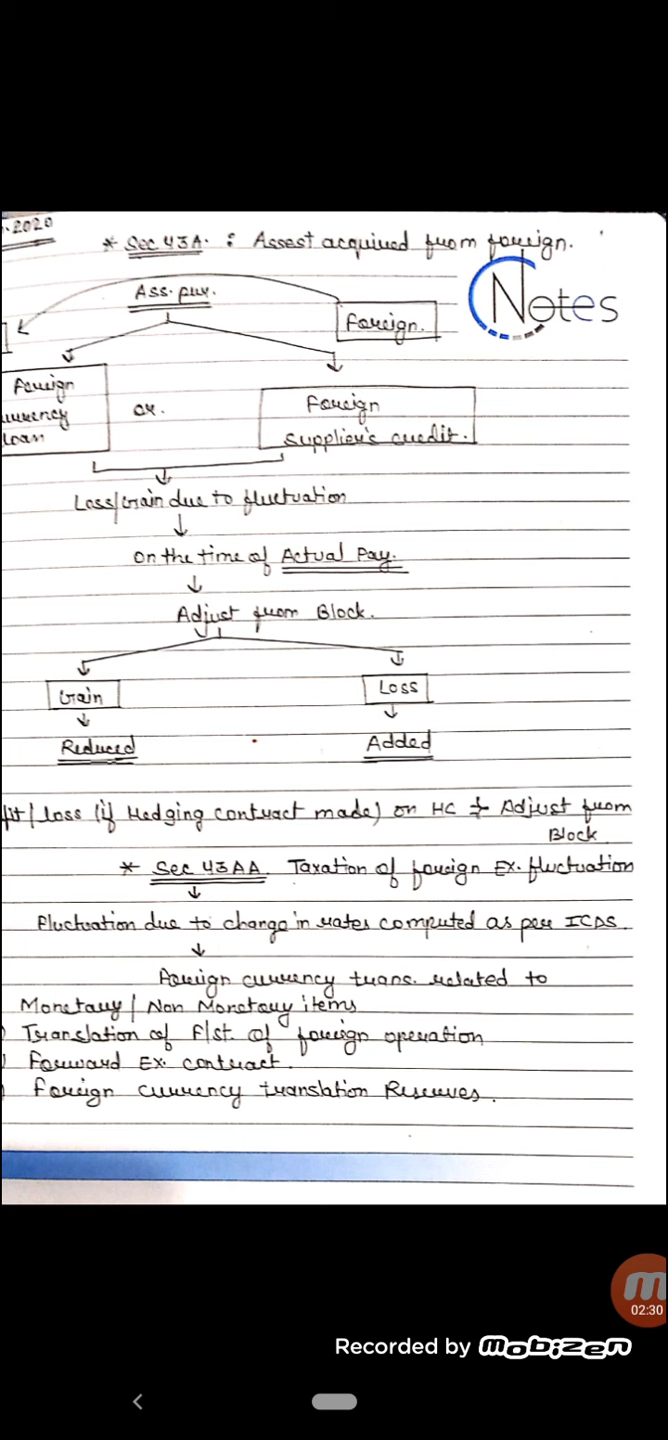 .2020
* Sec 43A. : Assest acquired from foreign.
Notes
Ass. pur.
Foreign.
Foreign
currency
loan
or.
Foreign
supplier's credit.
Loss/Gain due to fluctuation
on the time of Actual Pay.
Adjust from Block.
Gain
Loss
Reduced
Added
fit/loss (if Hedging contract made) on HC Adjust from
Block
* Sec 43AA. Taxation of foreign Ex. fluctuation
Fluctuation due to change in rates computed as per ICDS.
Foreign currency trans. related to
Monetary/Non Monetary items
) Translation of F/st. of foreign operation
) Forward Ex. contract.
) Foreign currency translation Reserves.
02:30
Recorded by mobizen